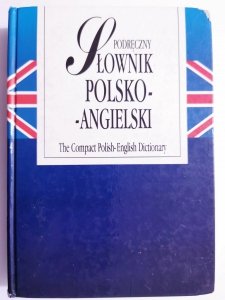 PODRĘCZNY
SŁOWNIK
POLSKO-
-ANGIELSKI
The Compact Polish-English Dictionary